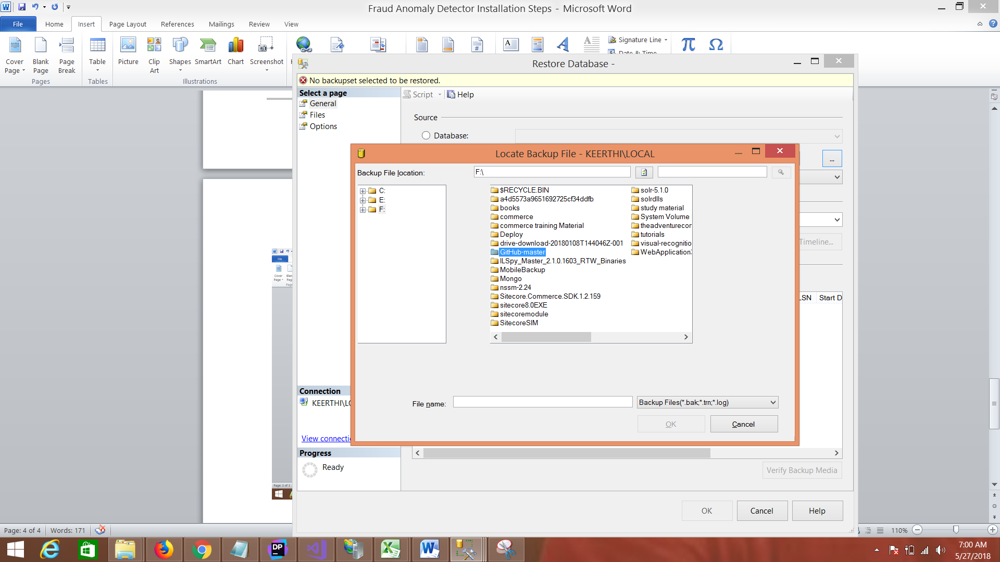 Fraud Anomaly Detector Installation Steps - Microsoft Word
File
Home
Insert
Page Layout
References
Mailings
Review
View
Cover Page
Blank Page
Page Break
Table
Picture
Clip Art
Shapes
SmartArt
Chart
Screenshot
Signature Line
Date & Time
Pages
Tables
Illustrations
Restore Database -
No backupset selected to be restored.
Select a page
General
Files
Options
Script
Help
Source
Database:
Locate Backup File - KEERTHI\LOCAL
Backup File location:
F:\
C:
E:
F:
$RECYCLE.BIN
a4d5573a9651692725cf34ddfb
books
commerce
commerce training Material
Deploy
drive-download-20180108T144046Z-001
GitHub-master
ILSpy_Master_2.1.0.1603_RTW_Binaries
MobileBackup
Mongo
nssm-2.24
Sitecore.Commerce.SDK.1.2.159
sitecore8.0EXE
sitecoremodule
SitecoreSIM
solr-5.1.0
solrdlls
study material
System Volume
theadventurecor
tutorials
visual-recognitio
WebApplication
Timeline...
LSN
Start D
File name:
Backup Files(*.bak;*.trn;*.log)
OK
Cancel
Connection
KEERTHI\LO
View connecti
Progress
Ready
Verify Backup Media
OK
Cancel
Help
Page: 3 of 3
Page: 4 of 4
Words: 171
110%
7:00 AM
5/27/2018